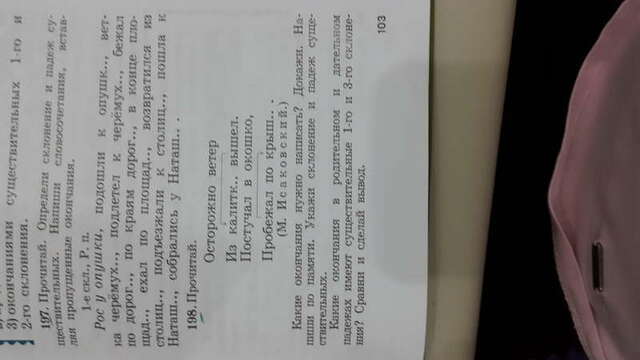 3) окончаниями существительных 1-го и
2-го склонения.
197. Прочитай. Определи склонение и падеж су-
ществительных. Напиши словосочетания, встав-
ляя пропущенные окончания.
1-е скл., Р. п.
Рос у опушки, подошли к опушк.., вет-
ка черёмух.., подлетел к черёмух.., бежал
по дорог.., по краям дорог.., в конце пло-
щад.., ехал по площад.., возвратился из
столиц.., подъезжали к столиц.., пошла к
Наташ.., собрались у Наташ.. .
198. Прочитай.
Осторожно ветер
Из калитк.. вышел.
Постучал в окошко,
Пробежал по крыш.. .
(М. Исаковский.)
Какие окончания нужно написать? Докажи. На-
пиши по памяти. Укажи склонение и падеж суще-
ствительных.
Какие окончания в родительном и дательном
падежах имеют существительные 1-го и 3-го склоне-
ния? Сравни и сделай вывод.
103